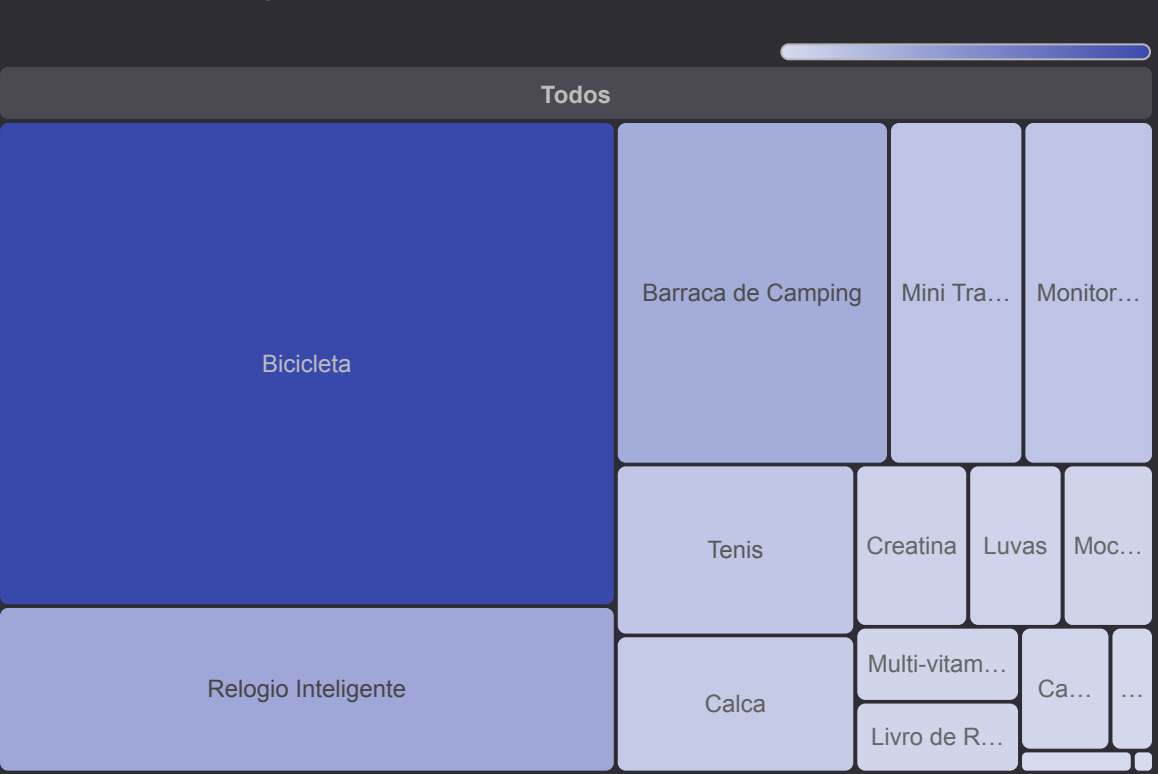 Todos
Bicicleta
Relogio Inteligente
Barraca de Camping
Mini Tra…
Monitor…
Tenis
Calca
Creatina
Luvas
Moc…
Multi-vitam…
Livro de R…
Ca…
…